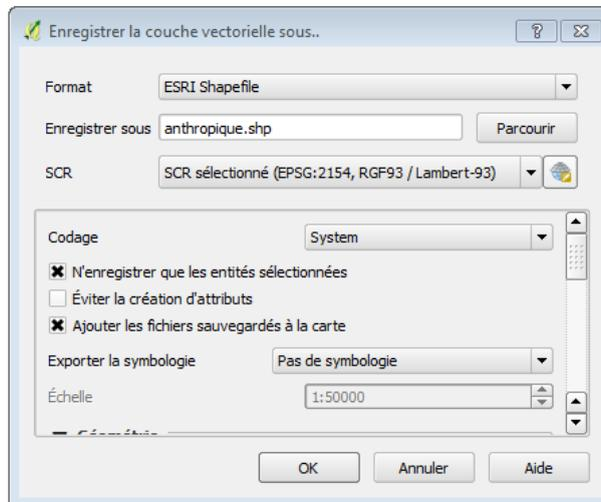 Enregistrer la couche vectorielle sous..
Format ESRI Shapefile
Enregistrer sous anthropique.shp Parcourir
SCR SCR sélectionné (EPSG:2154, RGF93 / Lambert-93)
Codage System
N'enregistrer que les entités sélectionnées
Éviter la création d'attributs
Ajouter les fichiers sauvegardés à la carte
Exporter la symbologie Pas de symbologie
Échelle 1:50000
Géométrie
OK Annuler Aide